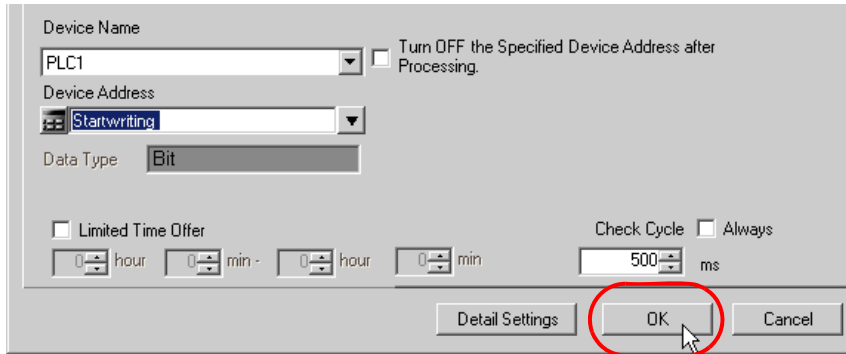 Device Name
PLC1
Turn OFF the Specified Device Address after
Processing.
Device Address
Startwriting
Data Type Bit
Limited Time Offer Check Cycle Always
0 hour 0 min - 0 hour 0 min 500 ms
Detail Settings OK Cancel